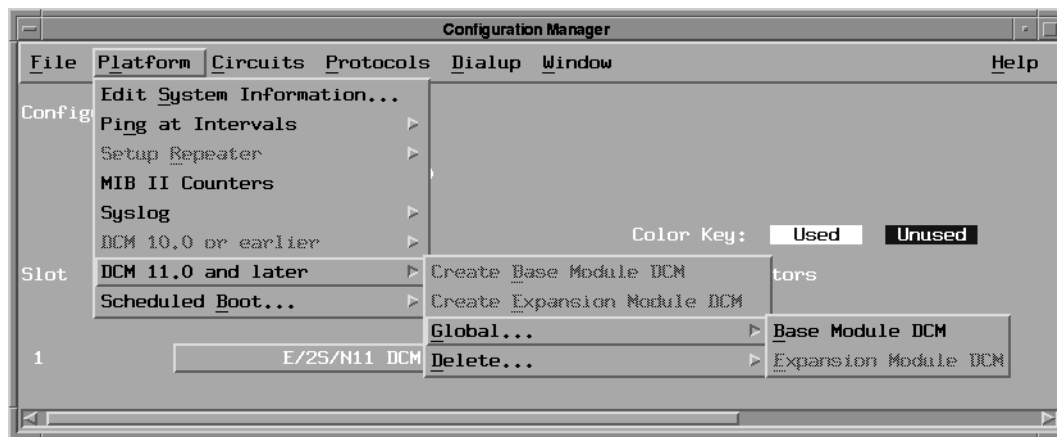 Configuration Manager
File Platform Circuits Protocols Dialup Window Help
Edit System Information...
Config
Ping at Intervals
Setup Repeater
MIB II Counters
Syslog
DCM 10.0 or earlier
Color Key: Used Unused
Slot DCM 11.0 and later Create Base Module DCM tors
Scheduled Boot... Create Expansion Module DCM
Global... Base Module DCM
1 E/2S/N11 DCM Delete... Expansion Module DCM